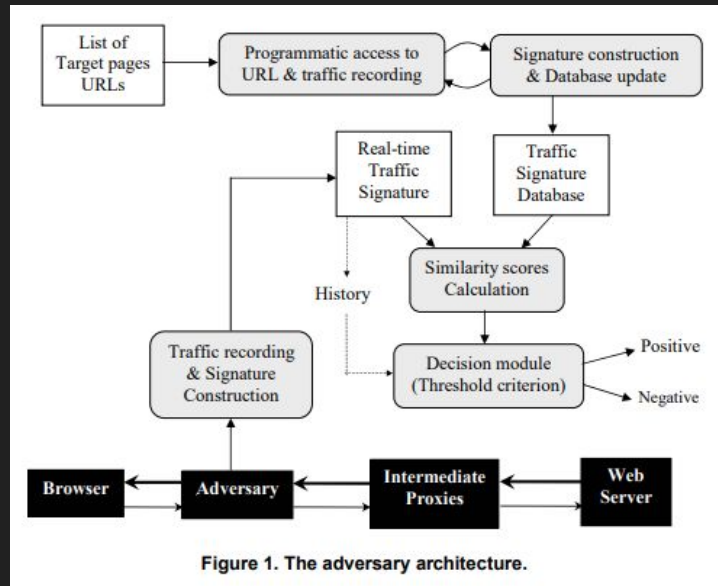 List of
Target pages
URLs
Programmatic access to
URL & traffic recording
Signature construction
& Database update
Real-time
Traffic
Signature
Traffic
Signature
Database
Similarity scores
Calculation
History
Traffic recording
& Signature
Construction
Decision module
(Threshold criterion)
Positive
Negative
Browser
Adversary
Intermediate
Proxies
Web
Server
Figure 1. The adversary architecture.